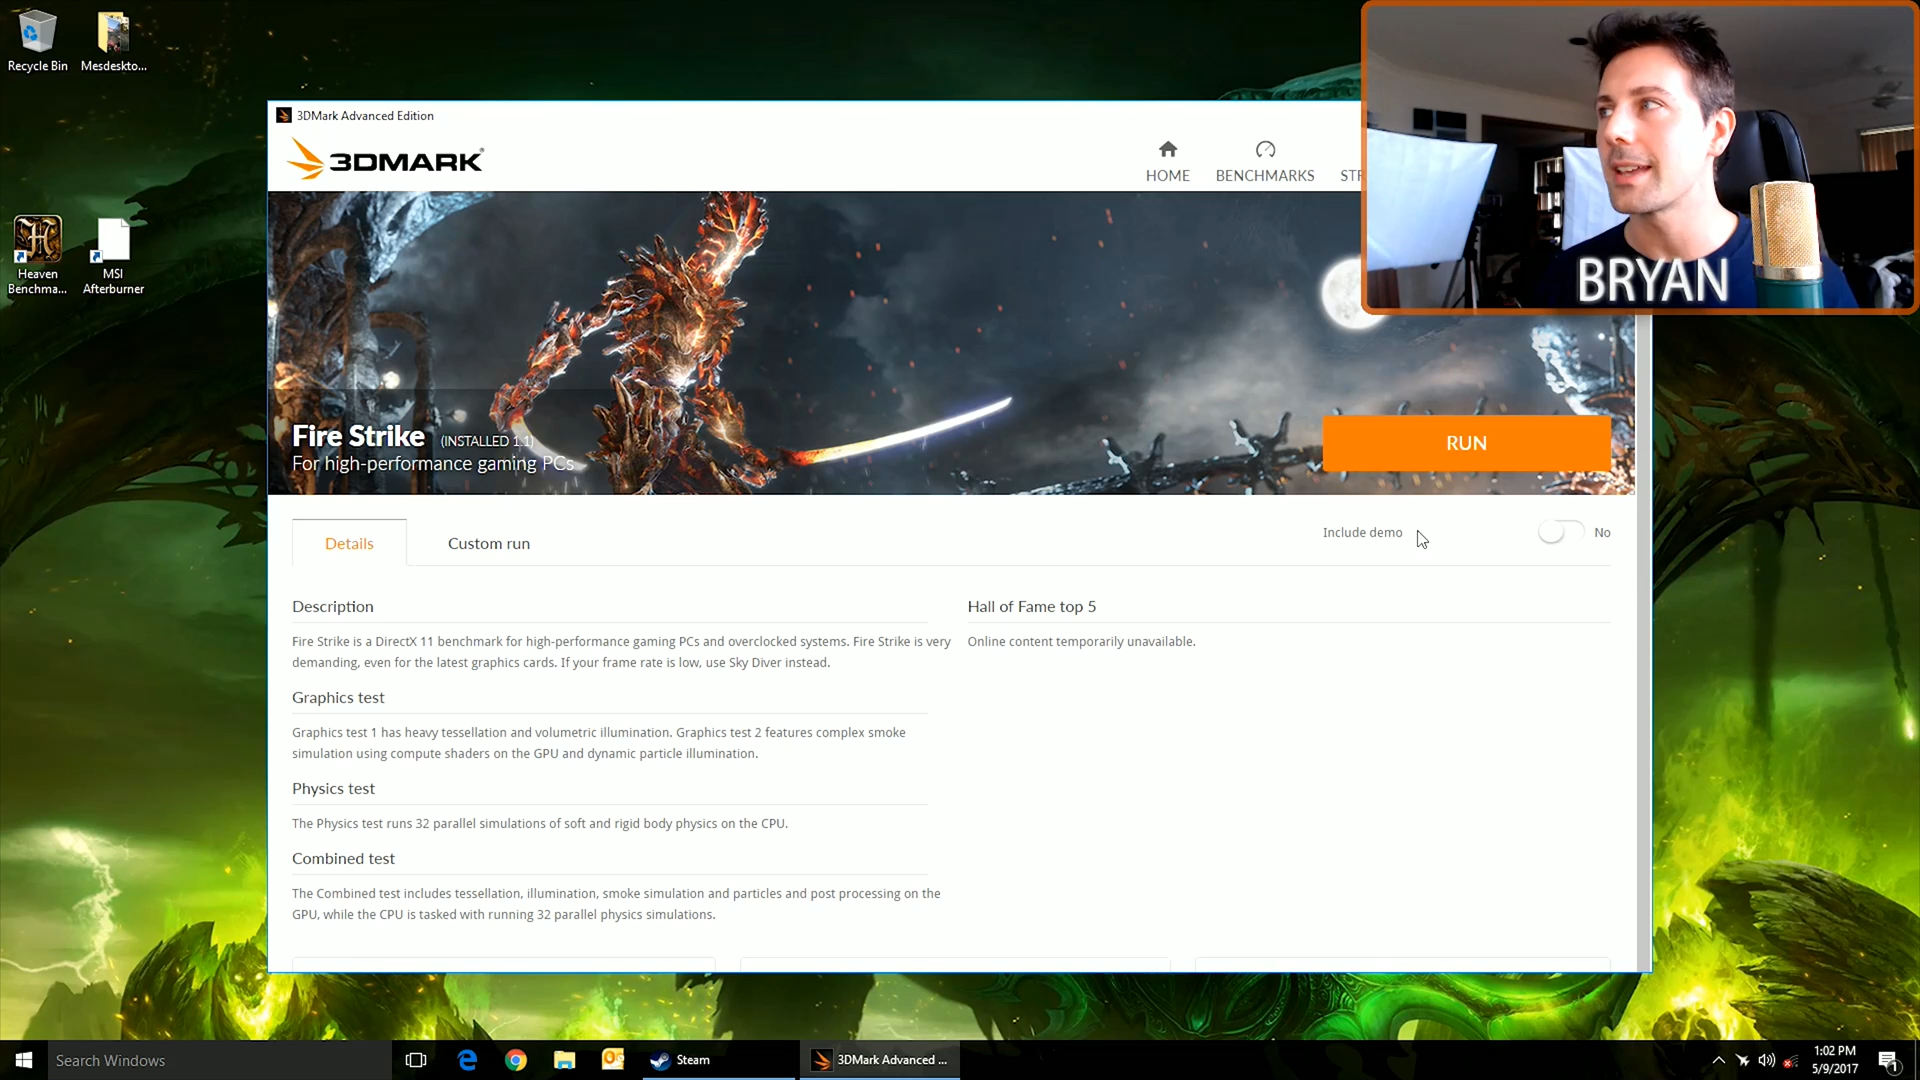 Recycle Bin
Mesdeskto...
Heaven
Benchma...
MSI
Afterburner
3DMark Advanced Edition
3DMARK®
HOME
BENCHMARKS
BRYAN
Fire Strike (INSTALLED 1.1)
For high-performance gaming PCs
RUN
Details
Custom run
Include demo
No
Description
Fire Strike is a DirectX 11 benchmark for high-performance gaming PCs and overclocked systems. Fire Strike is very
demanding, even for the latest graphics cards. If your frame rate is low, use Sky Diver instead.
Hall of Fame top 5
Online content temporarily unavailable.
Graphics test
Graphics test 1 has heavy tessellation and volumetric illumination. Graphics test 2 features complex smoke
simulation using compute shaders on the GPU and dynamic particle illumination.
Physics test
The Physics test runs 32 parallel simulations of soft and rigid body physics on the CPU.
Combined test
The Combined test includes tessellation, illumination, smoke simulation and particles and post processing on the
GPU, while the CPU is tasked with running 32 parallel physics simulations.
Search Windows
Steam
3DMark Advanced ...
1:02 PM
5/9/2017
1